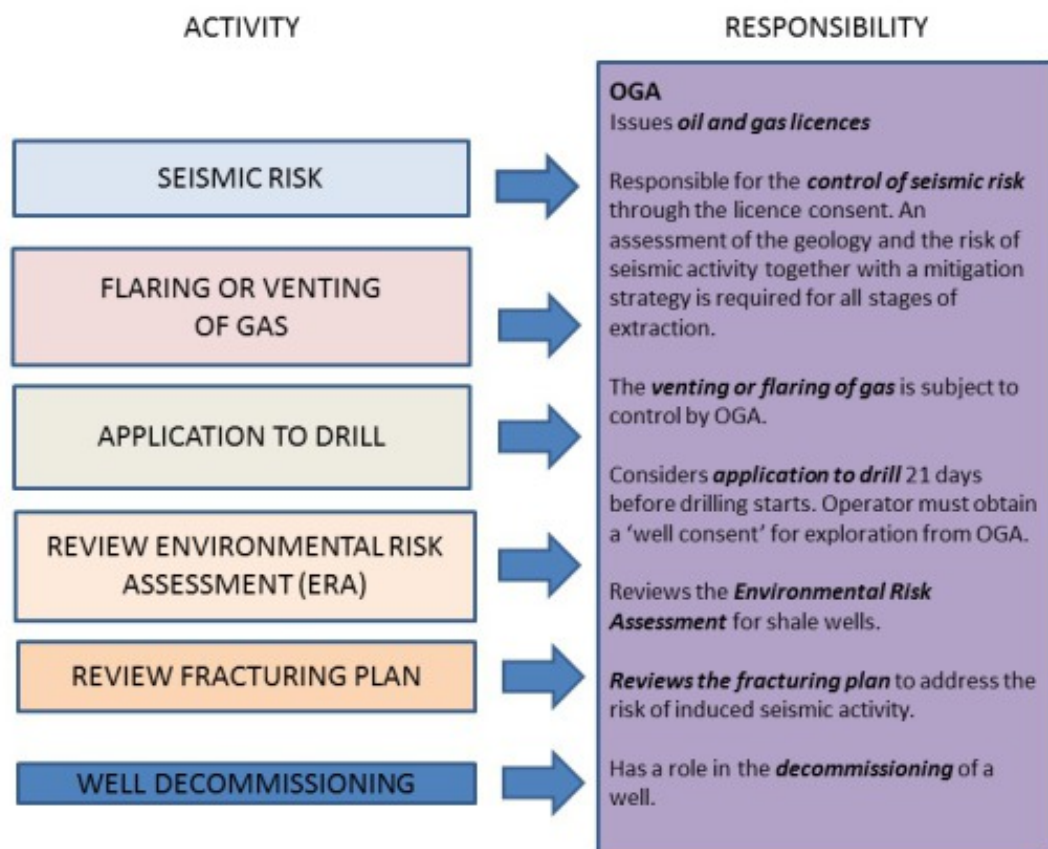 ACTIVITY
RESPONSIBILITY
SEISMIC RISK
FLARING OR VENTING
OF GAS
APPLICATION TO DRILL
REVIEW ENVIRONMENTAL RISK
ASSESSMENT (ERA)
REVIEW FRACTURING PLAN
WELL DECOMMISSIONING
OGA
Issues oil and gas licences
Responsible for the control of seismic risk
through the licence consent. An
assessment of the geology and the risk of
seismic activity together with a mitigation
strategy is required for all stages of
extraction.
The venting or flaring of gas is subject to
control by OGA.
Considers application to drill 21 days
before drilling starts. Operator must obtain
a ‘well consent’ for exploration from OGA.
Reviews the Environmental Risk
Assessment for shale wells.
Reviews the fracturing plan to address the
risk of induced seismic activity.
Has a role in the decommissioning of a
well.